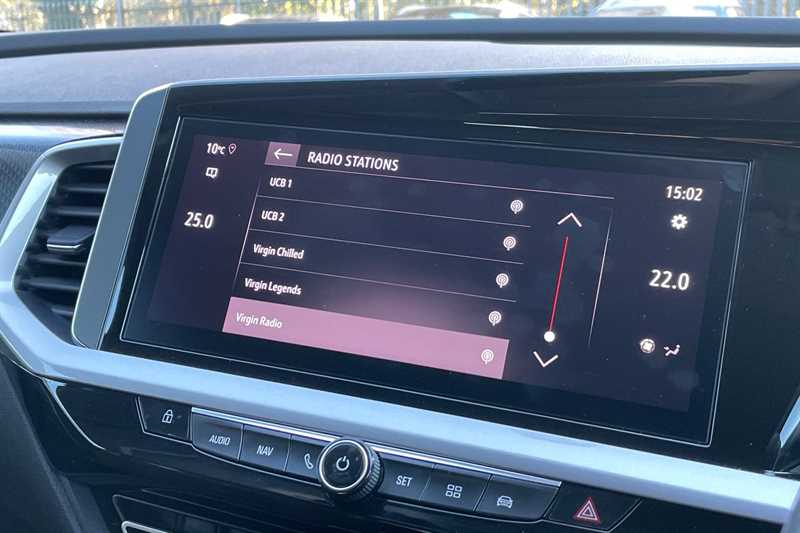 10°C
RADIO STATIONS
15:02
UCB 1
UCB 2
25.0
Virgin Chilled
22.0
Virgin Legends
Virgin Radio
AUDIO
NAV
SET